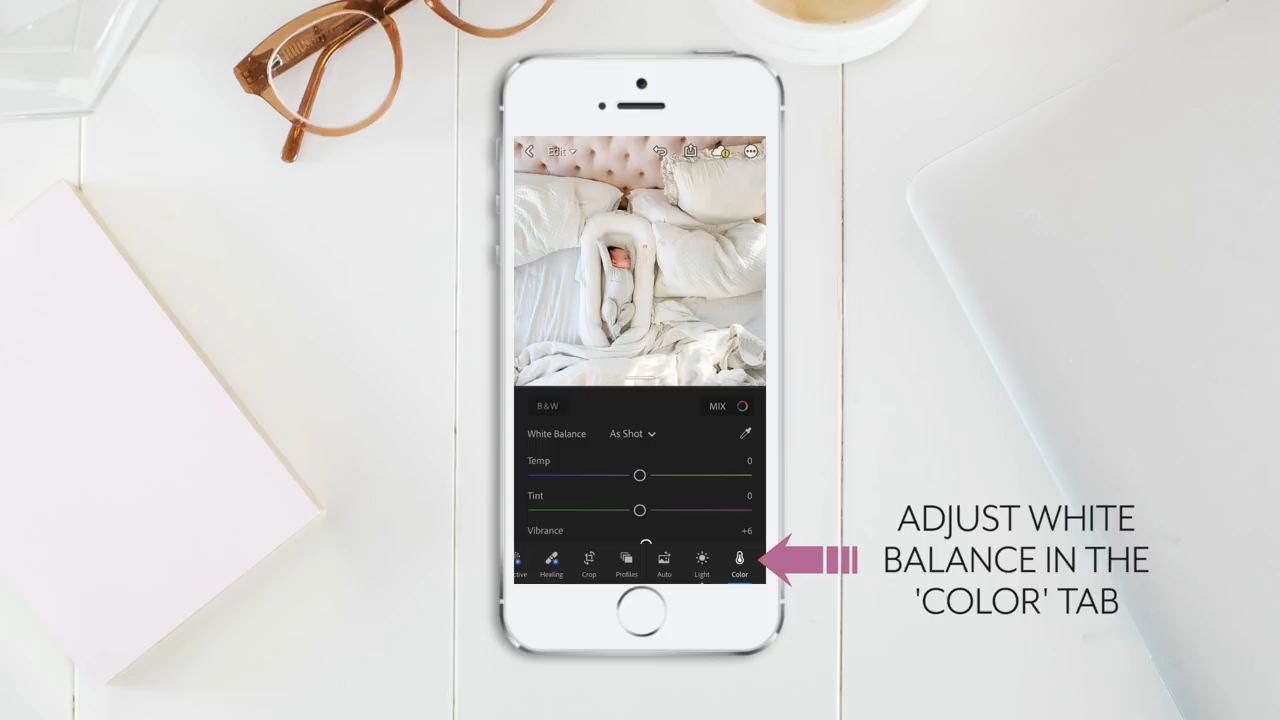 Edit
B&W MIX
White Balance As Shot
Temp 0
Tint 0
Vibrance +6
ctive Healing Crop Profiles Auto Light Color
ADJUST WHITE
BALANCE IN THE
'COLOR' TAB